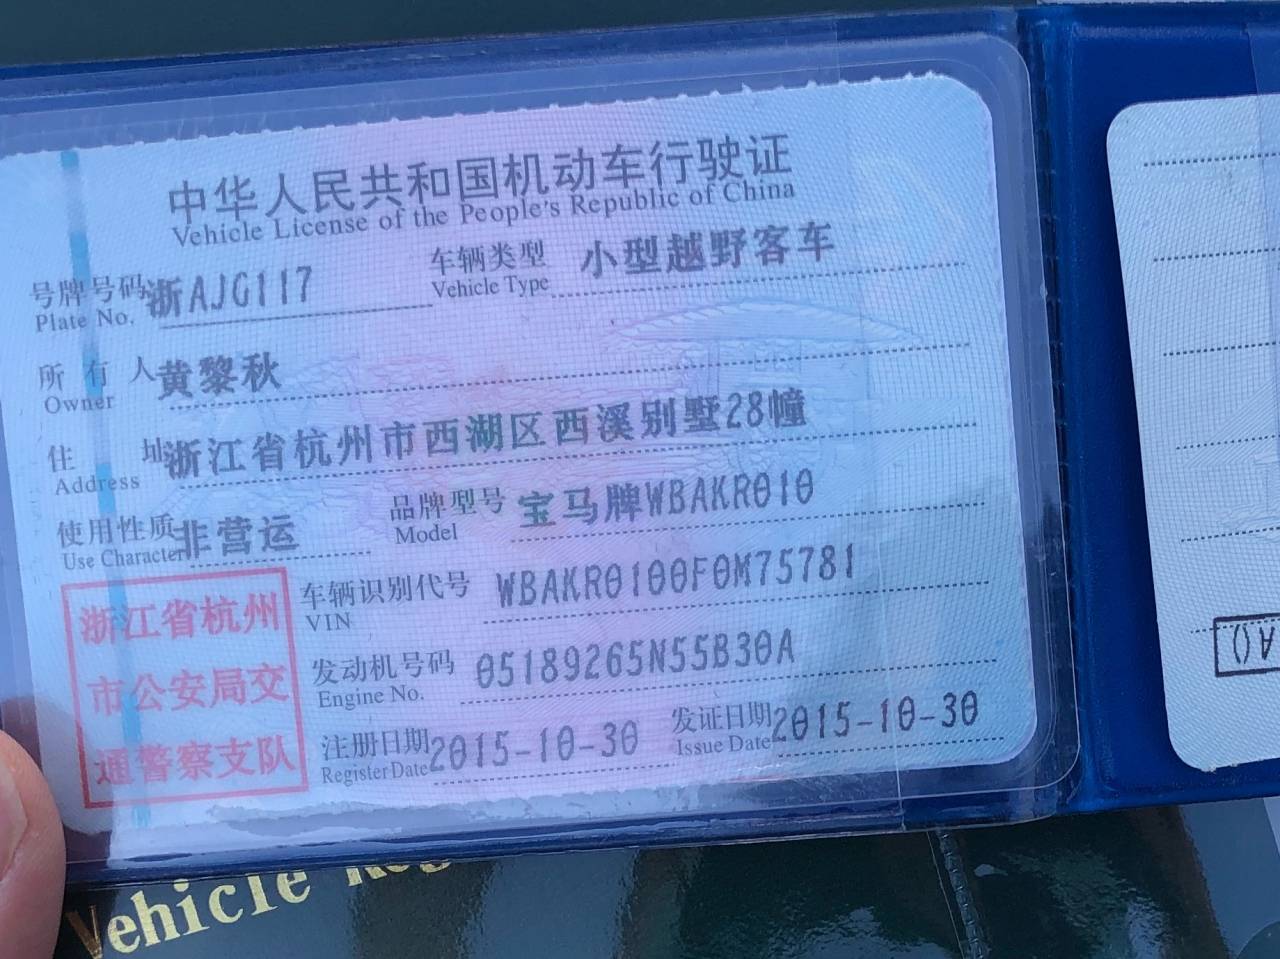 中华人民共和国机动车行驶证
Vehicle License of the People's Republic of China
号牌号码 浙AJG117 车辆类型 小型越野客车
Plate No. Vehicle Type
所有人 黄黎秋
Owner
住址 浙江省杭州市西湖区西溪别墅28幢
Address
使用性质 非营运 品牌型号 宝马牌WBAKR010
Use Character Model
浙江省杭州
市公安局交
通警察支队
车辆识别代号 WBAKR0100F0M75781
VIN
发动机号码 05189265N55B30A
Engine No.
注册日期 2015-10-30 发证日期 2015-10-30
Register Date Issue Date
Vehicle